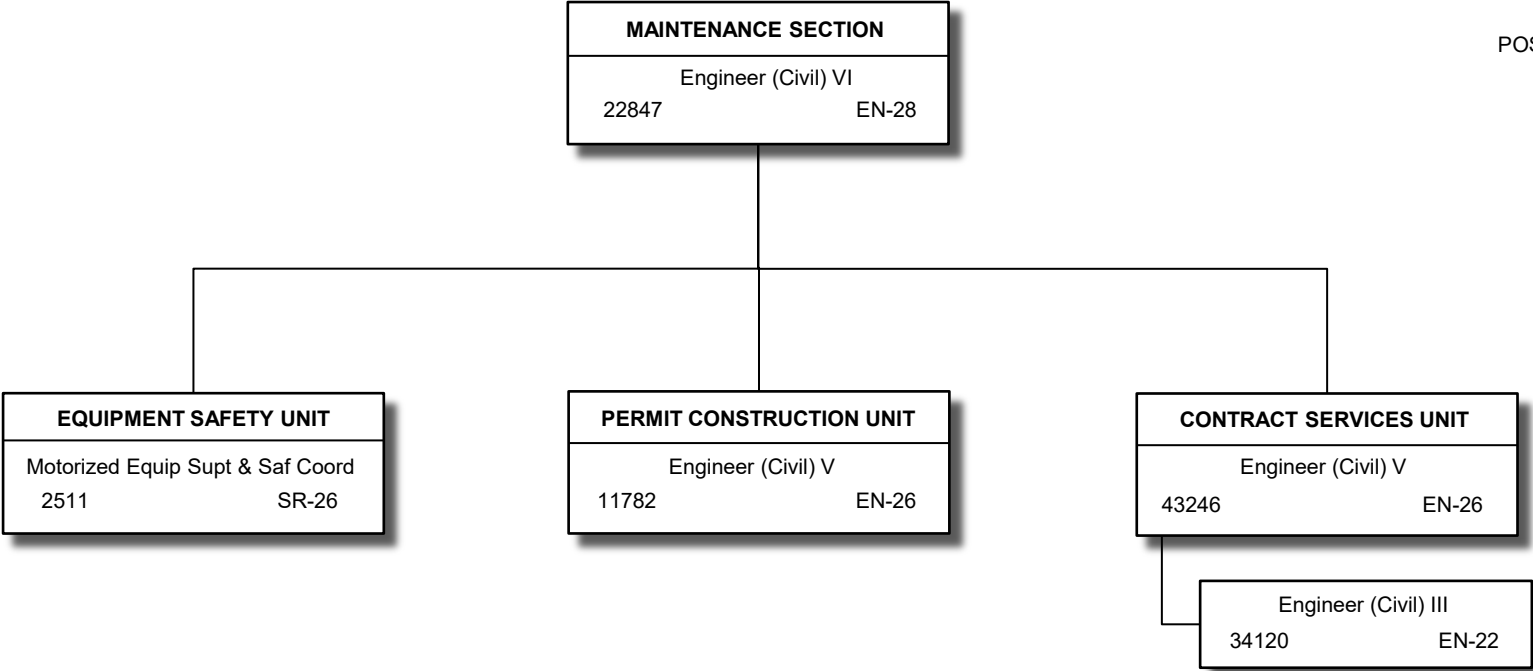 MAINTENANCE SECTION
Engineer (Civil) VI
22847 EN-28
POS
EQUIPMENT SAFETY UNIT
Motorized Equip Supt & Saf Coord
2511 SR-26
PERMIT CONSTRUCTION UNIT
Engineer (Civil) V
11782 EN-26
CONTRACT SERVICES UNIT
Engineer (Civil) V
43246 EN-26
Engineer (Civil) III
34120 EN-22